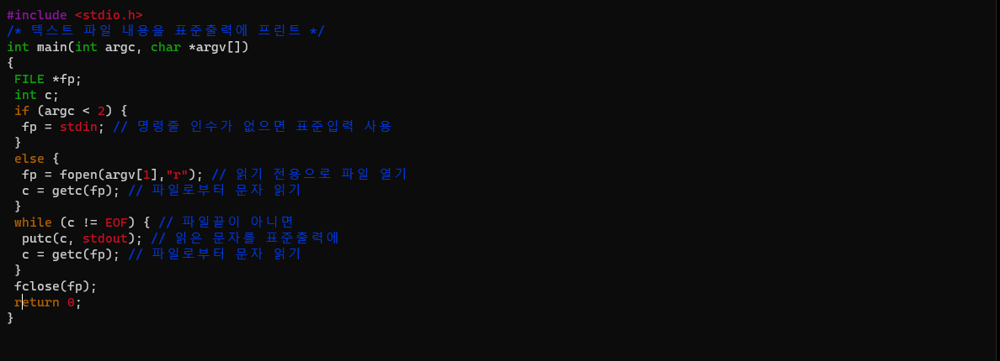 #include <stdio.h>
/* 텍스트 파일 내용을 표준출력에 프린트 */
int main(int argc, char *argv[])
{
 FILE *fp;
 int c;
 if (argc < 2) {
  fp = stdin; // 명령줄 인수가 없으면 표준입력 사용
 }
 else {
  fp = fopen(argv[1],"r"); // 읽기 전용으로 파일 열기
  c = getc(fp); // 파일로부터 문자 읽기
 }
 while (c != EOF) { // 파일끝이 아니면
  putc(c, stdout); // 읽은 문자를 표준출력에
  c = getc(fp); // 파일로부터 문자 읽기
 }
 fclose(fp);
 return 0;
}